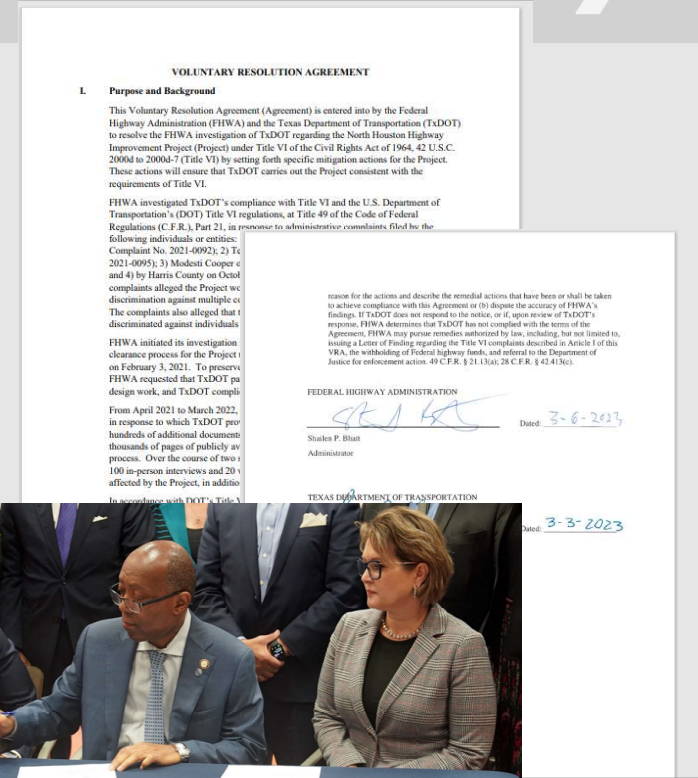 VOLUNTARY RESOLUTION AGREEMENT
I. Purpose and Background
This Voluntary Resolution Agreement (Agreement) is entered into by the Federal
Highway Administration (FHWA) and the Texas Department of Transportation (TxDOT)
to resolve the FHWA investigation of TxDOT regarding the North Houston Highway
Improvement Project (Project) under Title VI of the Civil Rights Act of 1964, 42 U.S.C.
2000d to 2000d-7 (Title VI) by setting forth specific mitigation actions for the Project.
These actions will ensure that TxDOT carries out the Project consistent with the
requirements of Title VI.
FHWA investigated TxDOT's compliance with Title VI and the U.S. Department of
Transportation's (DOT) Title VI regulations, at Title 49 of the Code of Federal
Regulations (C.F.R.), Part 21, in response to administrative complaints filed by the
following individuals or entities:
Complaint No. 2021-0092); 2) Te
2021-0095); 3) Modesti Cooper o
and 4) by Harris County on Octob
complaints alleged the Project wo
discrimination against multiple co
The complaints also alleged that t
discriminated against individuals
FHWA initiated its investigation
clearance process for the Project
on February 3, 2021. To preserve
FHWA requested that TxDOT pa
design work, and TxDOT compli
From April 2021 to March 2022,
in response to which TxDOT pro
hundreds of additional documents
thousands of pages of publicly av
process. Over the course of two s
100 in-person interviews and 20 v
affected by the Project, in additio
In accordance with DOT's Title V
reason for the actions and describe the remedial actions that have been or shall be taken
to achieve compliance with this Agreement or (b) dispute the accuracy of FHWA's
findings. If TxDOT does not respond to the notice, or if, upon review of TxDOT's
response, FHWA determines that TxDOT has not complied with the terms of the
Agreement, FHWA may pursue remedies authorized by law, including, but not limited to,
issuing a Letter of Finding regarding the Title VI complaints described in Article I of this
VRA, the withholding of Federal highway funds, and referral to the Department of
Justice for enforcement action. 49 C.F.R. § 21.13(a); 28 C.F.R. § 42.413(c).
FEDERAL HIGHWAY ADMINISTRATION
Dated: 3-6-2023
Shailen P. Bhatt
Administrator
TEXAS DEPARTMENT OF TRANSPORTATION
Dated: 3-3-2023